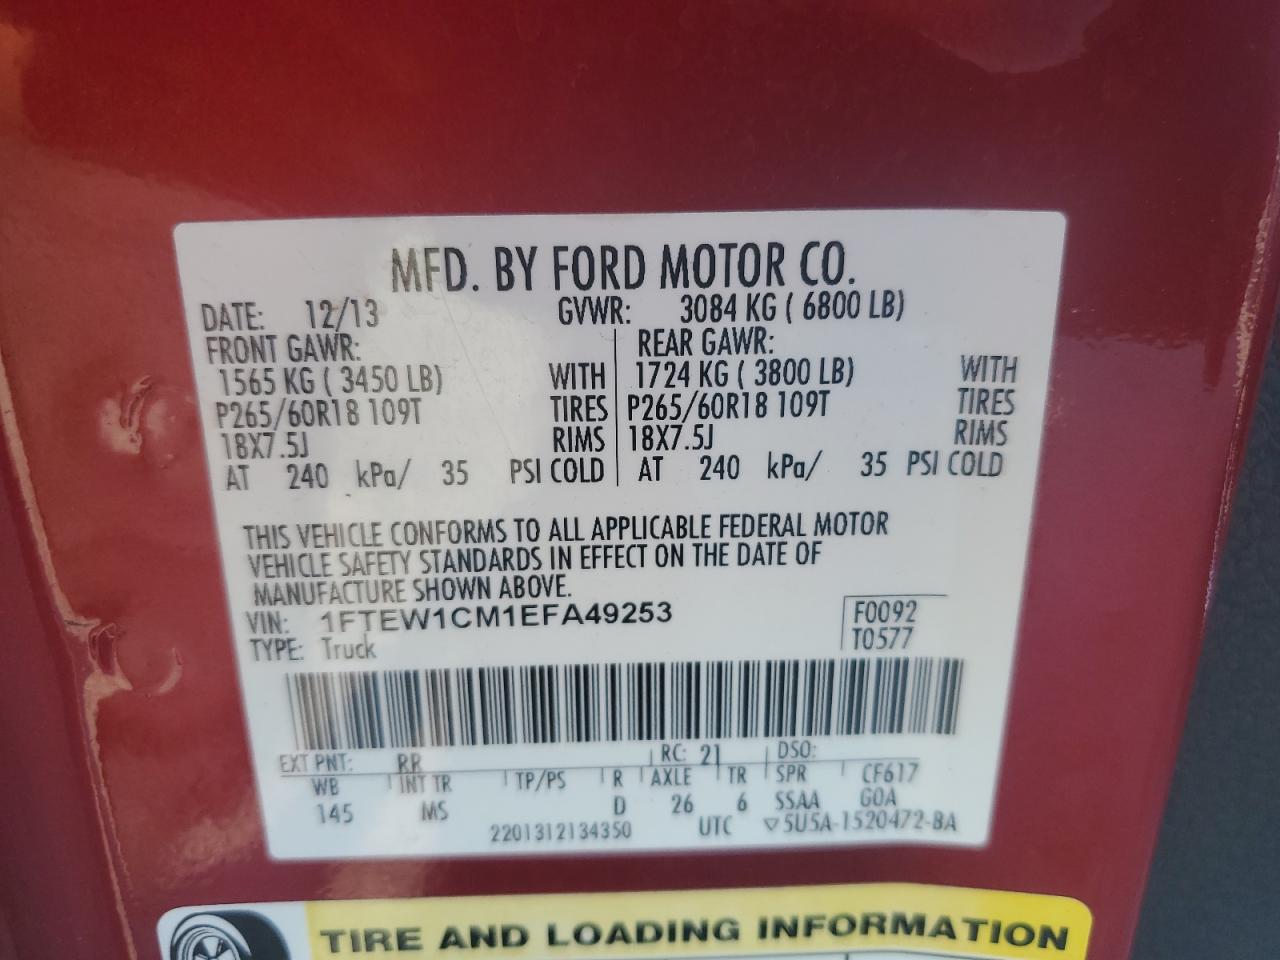 MFD. BY FORD MOTOR CO.
DATE: 12/13 GVWR: 3084 KG ( 6800 LB)
FRONT GAWR: REAR GAWR:
1565 KG ( 3450 LB) WITH 1724 KG ( 3800 LB) WITH
P265/60R18 109T TIRES P265/60R18 109T TIRES
18X7.5J RIMS 18X7.5J RIMS
AT 240 kPa/ 35 PSI COLD AT 240 kPa/ 35 PSI COLD
THIS VEHICLE CONFORMS TO ALL APPLICABLE FEDERAL MOTOR
VEHICLE SAFETY STANDARDS IN EFFECT ON THE DATE OF
MANUFACTURE SHOWN ABOVE.
VIN: 1FTEW1CM1EFA49253 F0092
TYPE: Truck T0577
EXT PNT: RR RC: 21 DSO:
WB INT TR TP/PS R AXLE TR SPR CF617
145 MS D 26 6 SSAA GOA
2201312134350 UTC ▽5U5A-1520472-BA
TIRE AND LOADING INFORMATION